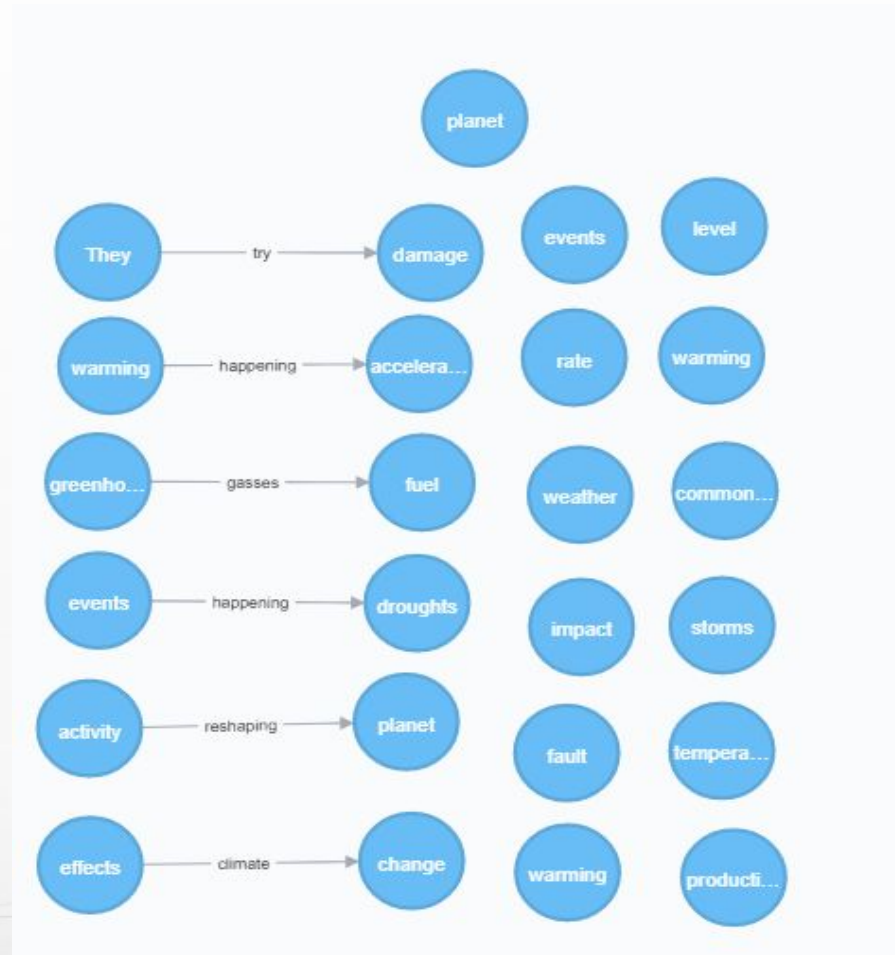 planet
They try damage events level
warming happening accelera... rate warming
greenho... gasses fuel weather common...
events happening droughts impact storms
activity reshaping planet fault tempera...
effects climate change warming producti...